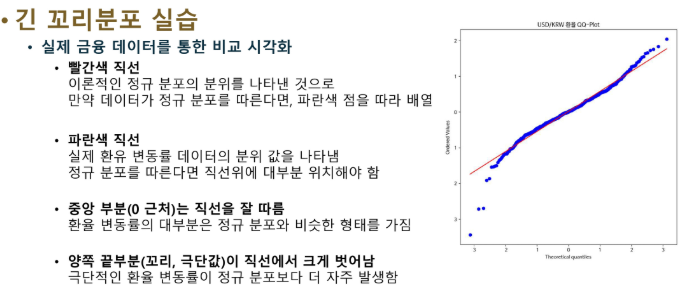 • 긴 꼬리분포 실습
• 실제 금융 데이터를 통한 비교 시각화
• 빨간색 직선
이론적인 정규 분포의 분위를 나타낸 것으로
만약 데이터가 정규 분포를 따른다면, 파란색 점을 따라 배열
• 파란색 직선
실제 환유 변동률 데이터의 분위 값을 나타냄
정규 분포를 따른다면 직선위에 대부분 위치해야 함
• 중앙 부분(0 근처)는 직선을 잘 따름
환율 변동률의 대부분은 정규 분포와 비슷한 형태를 가짐
• 양쪽 끝부분(꼬리, 극단값)이 직선에서 크게 벗어남
극단적인 환율 변동률이 정규 분포보다 더 자주 발생함
USD/KRW 환율 QQ-Plot
2
1
0
1
2
3
Ordered Values
3
2
1
0
1
2
3
Theoretical quantiles